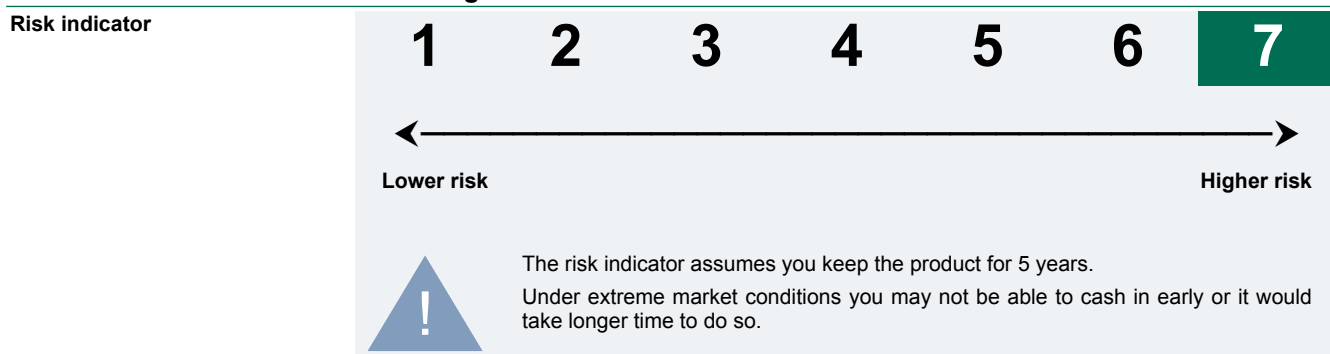 Risk indicator
1 2 3 4 5 6 7
Lower risk Higher risk
!
The risk indicator assumes you keep the product for 5 years.
Under extreme market conditions you may not be able to cash in early or it would
take longer time to do so.